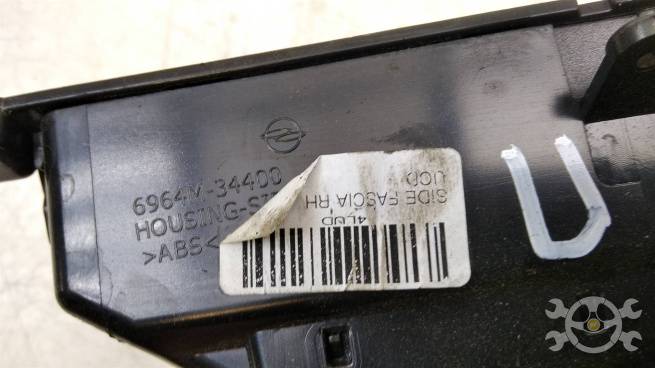 6964M-34400
HOUSING-S
>ABS<
SIDE FASCIA RH
UOD
4LUD
U